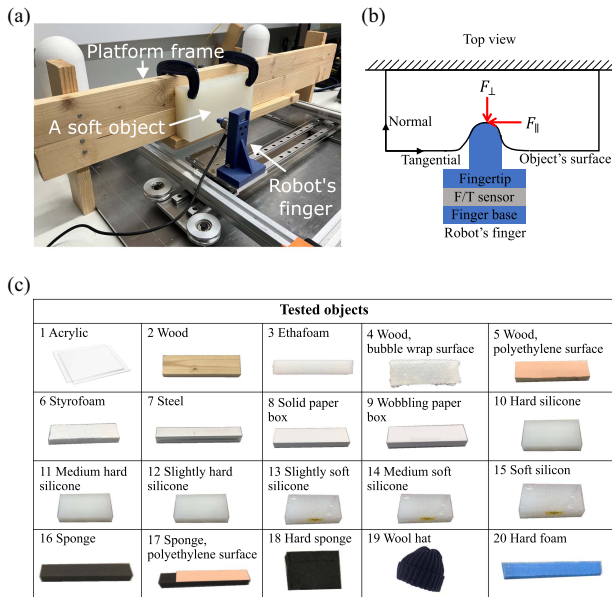 (a)
Platform frame
A soft object
Robot's
finger
(b)
Top view
F⊥
F∥
Normal
Tangential
Object's surface
Fingertip
F/T sensor
Finger base
Robot's finger
(c)
Tested objects
1 Acrylic
2 Wood
3 Ethafoam
4 Wood,
bubble wrap surface
5 Wood,
polyethylene surface
6 Styrofoam
7 Steel
8 Solid paper
box
9 Wobbling paper
box
10 Hard silicone
11 Medium hard
silicone
12 Slightly hard
silicone
13 Slightly soft
silicone
14 Medium soft
silicone
15 Soft silicon
16 Sponge
17 Sponge,
polyethylene surface
18 Hard sponge
19 Wool hat
20 Hard foam